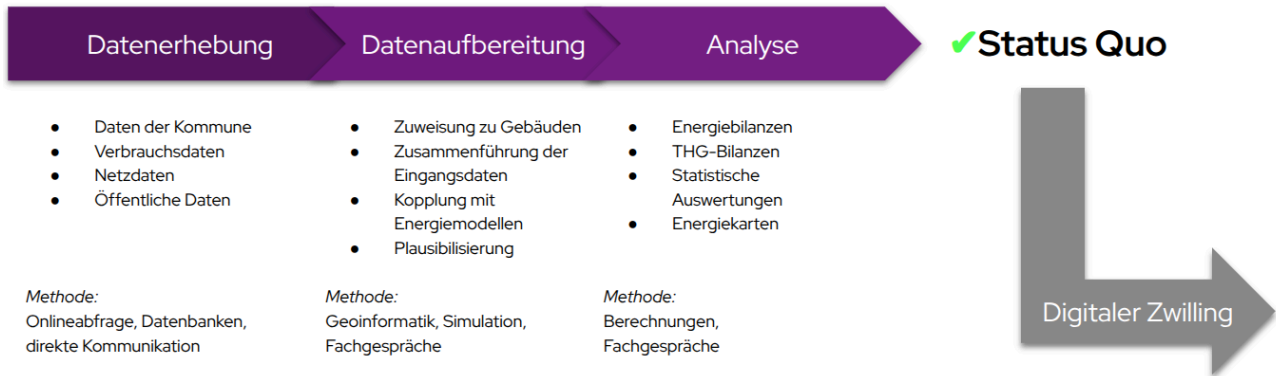 Datenerhebung
Datenaufbereitung
Analyse
✔Status Quo
● Daten der Kommune
● Verbrauchsdaten
● Netzdaten
● Öffentliche Daten
● Zuweisung zu Gebäuden
● Zusammenführung der
Eingangsdaten
● Kopplung mit
Energiemodellen
● Plausibilisierung
● Energiebilanzen
● THG-Bilanzen
● Statistische
Auswertungen
● Energiekarten
Methode:
Onlineabfrage, Datenbanken,
direkte Kommunikation
Methode:
Geoinformatik, Simulation,
Fachgespräche
Methode:
Berechnungen,
Fachgespräche
Digitaler Zwilling